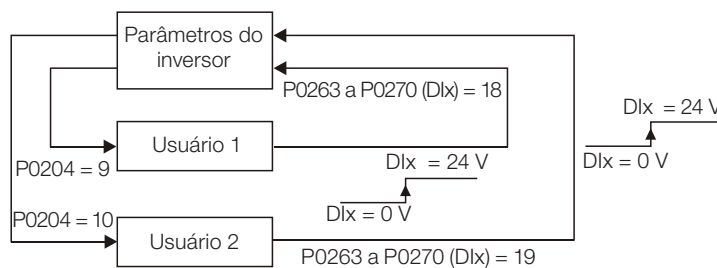 Parâmetros do
inversor
P0263 a P0270 (DIx) = 18
DIx = 24 V
Usuário 1
DIx = 24 V
DIx = 0 V
P0204 = 9
DIx = 0 V
P0204 = 10
Usuário 2
P0263 a P0270 (DIx) = 19